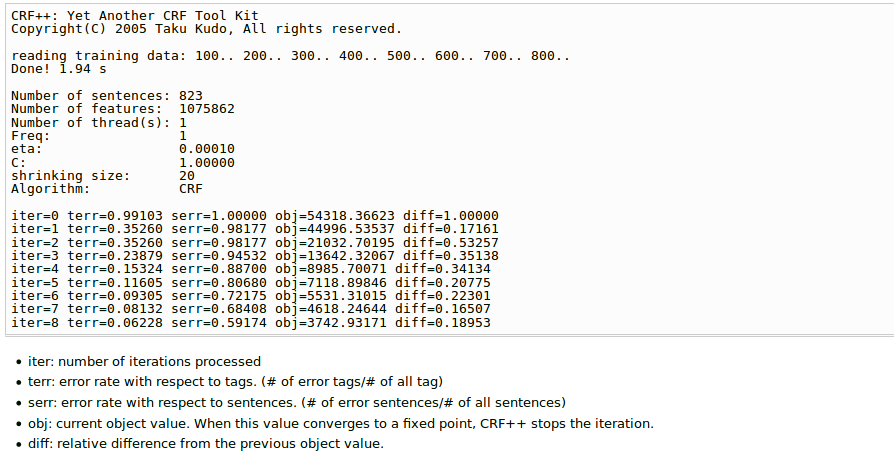 CRF++: Yet Another CRF Tool Kit
Copyright(C) 2005 Taku Kudo, All rights reserved.
reading training data: 100.. 200.. 300.. 400.. 500.. 600.. 700.. 800..
Done! 1.94 s
Number of sentences: 823
Number of features: 1075862
Number of thread(s): 1
Freq: 1
eta: 0.00010
C: 1.00000
shrinking size: 20
Algorithm: CRF
iter=0 terr=0.99103 serr=1.00000 obj=54318.36623 diff=1.00000
iter=1 terr=0.35260 serr=0.98177 obj=44996.53537 diff=0.17161
iter=2 terr=0.35260 serr=0.98177 obj=21032.70195 diff=0.53257
iter=3 terr=0.23879 serr=0.94532 obj=13642.32067 diff=0.35138
iter=4 terr=0.15324 serr=0.88700 obj=8985.70071 diff=0.34134
iter=5 terr=0.11605 serr=0.80680 obj=7118.89846 diff=0.20775
iter=6 terr=0.09305 serr=0.72175 obj=5531.31015 diff=0.22301
iter=7 terr=0.08132 serr=0.68408 obj=4618.24644 diff=0.16507
iter=8 terr=0.06228 serr=0.59174 obj=3742.93171 diff=0.18953
• iter: number of iterations processed
• terr: error rate with respect to tags. (# of error tags/# of all tag)
• serr: error rate with respect to sentences. (# of error sentences/# of all sentences)
• obj: current object value. When this value converges to a fixed point, CRF++ stops the iteration.
• diff: relative difference from the previous object value.